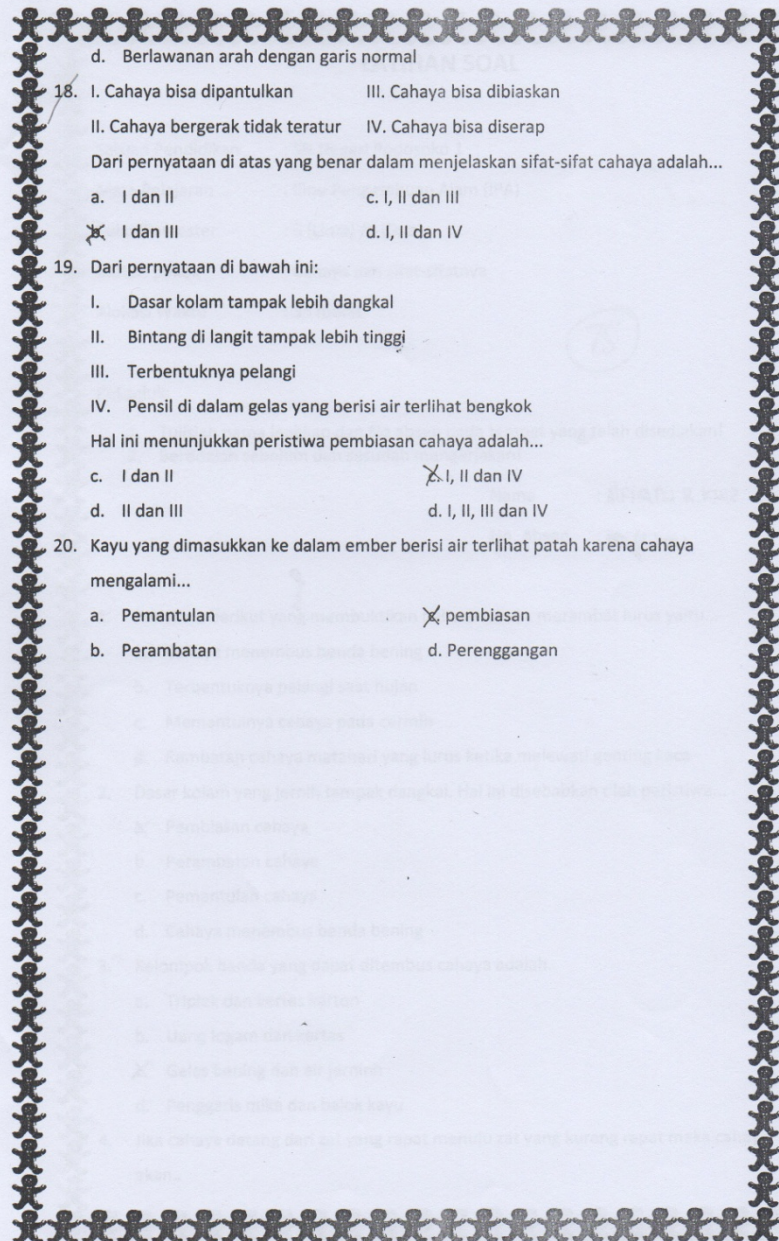 d. Berlawanan arah dengan garis normal
18. I. Cahaya bisa dipantulkan III. Cahaya bisa dibiaskan
II. Cahaya bergerak tidak teratur IV. Cahaya bisa diserap
Dari pernyataan di atas yang benar dalam menjelaskan sifat-sifat cahaya adalah...
a. I dan II c. I, II dan III
b. I dan III d. I, II dan IV
19. Dari pernyataan di bawah ini:
I. Dasar kolam tampak lebih dangkal
II. Bintang di langit tampak lebih tinggi
III. Terbentuknya pelangi
IV. Pensil di dalam gelas yang berisi air terlihat bengkok
Hal ini menunjukkan peristiwa pembiasan cahaya adalah...
c. I dan II c. I, II dan IV
d. II dan III d. I, II, III dan IV
20. Kayu yang dimasukkan ke dalam ember berisi air terlihat patah karena cahaya
mengalami...
a. Pemantulan c. pembiasan
b. Perambatan d. Perenggangan